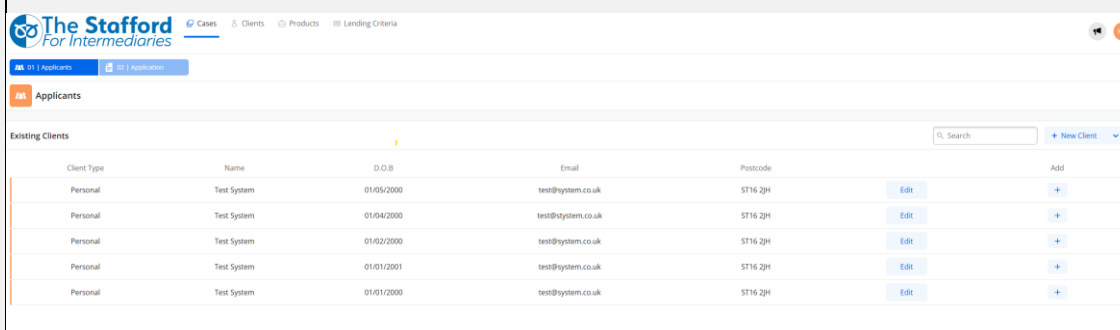 The Stafford
For Intermediaries
Cases Clients Products Lending Criteria
01 | Applicants 02 | Application
Applicants
Existing Clients Search + New Client
Client Type Name D.O.B Email Postcode Add
Personal Test System 01/05/2000 test@system.co.uk ST16 2JH Edit +
Personal Test System 01/04/2000 test@stystem.co.uk ST16 2JH Edit +
Personal Test System 01/02/2000 test@system.co.uk ST16 2JH Edit +
Personal Test System 01/01/2001 test@system.co.uk ST16 2JH Edit +
Personal Test System 01/01/2000 test@system.co.uk ST16 2JH Edit +